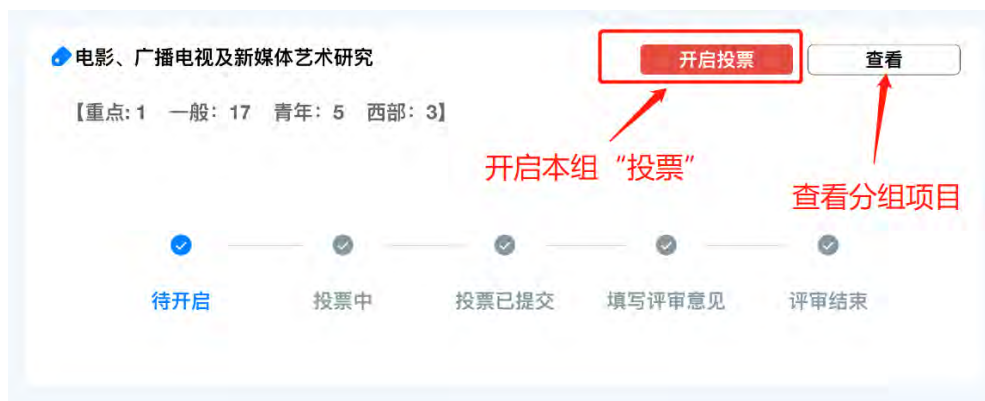 电影、广播电视及新媒体艺术研究 开启投票 查看
【重点: 1 一般：17 青年：5 西部：3】
开启本组“投票”
查看分组项目
待开启 投票中 投票已提交 填写评审意见 评审结束